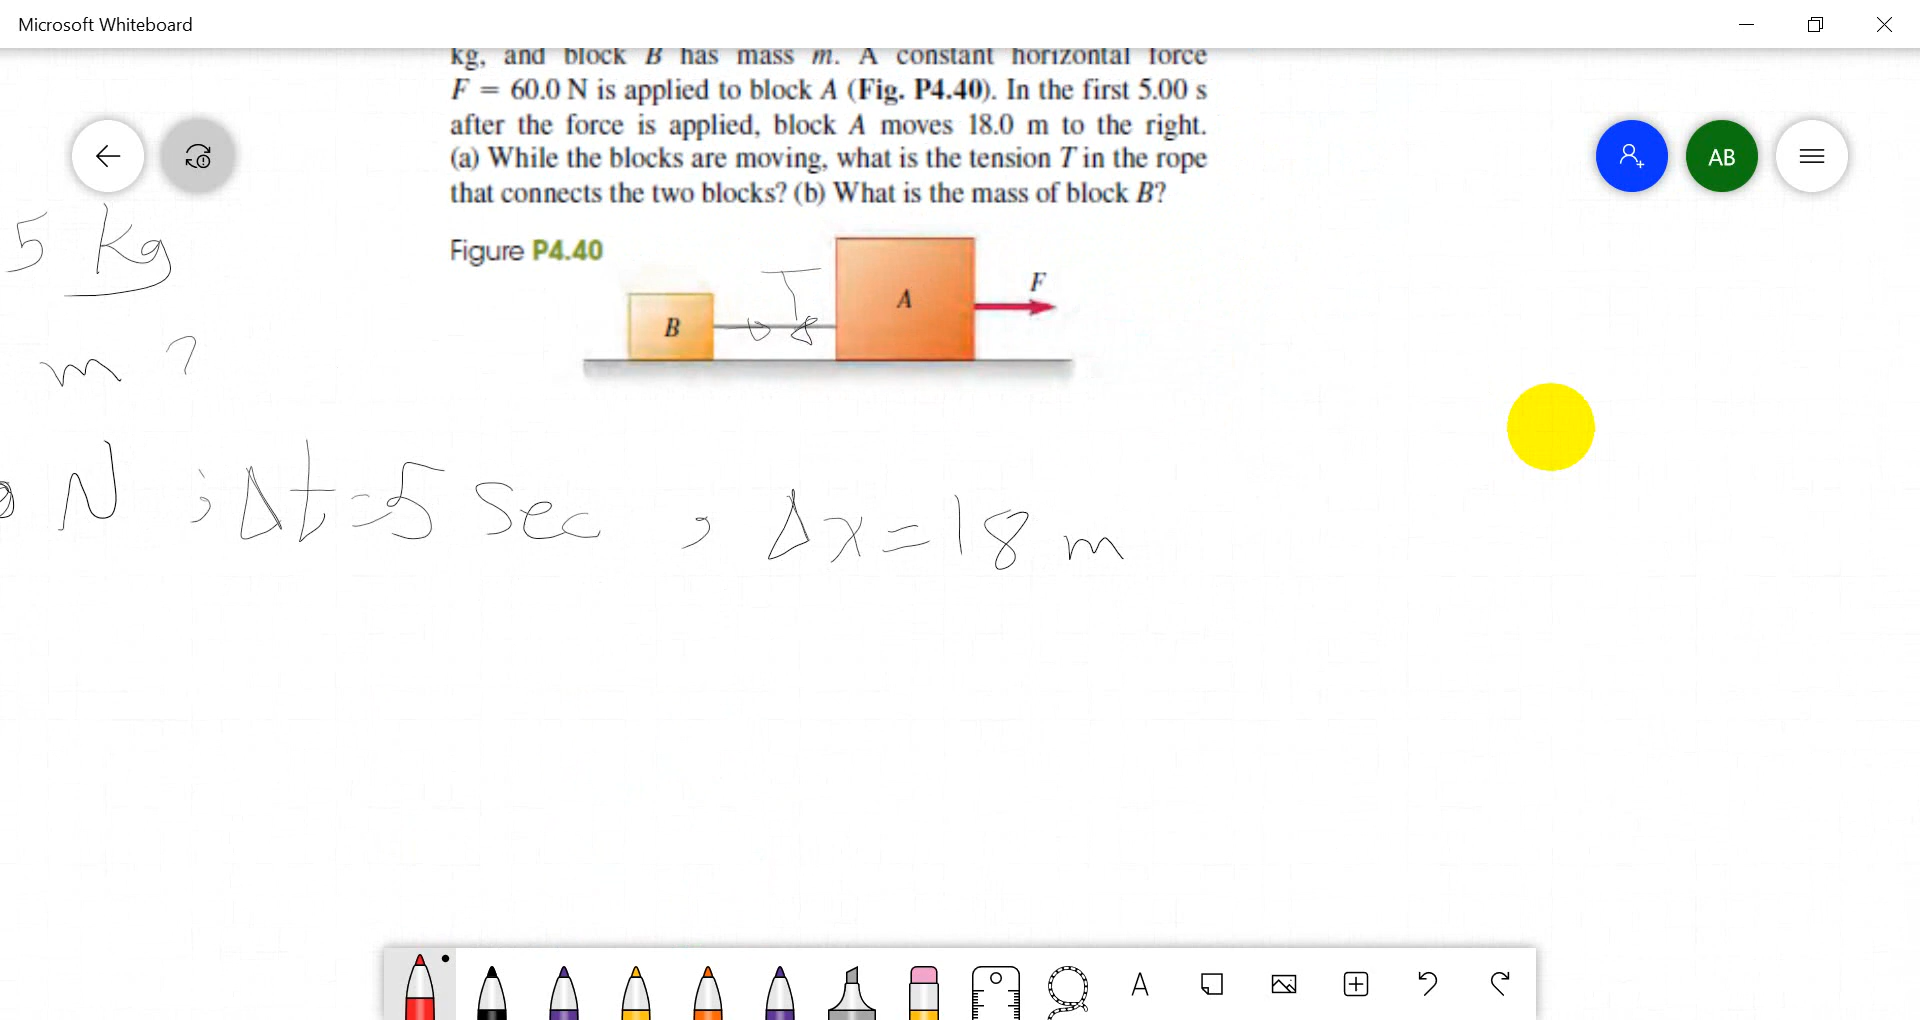 Microsoft Whiteboard
kg, and block B has mass m. A constant horizontal force
F = 60.0 N is applied to block A (Fig. P4.40). In the first 5.00 s
after the force is applied, block A moves 18.0 m to the right.
(a) While the blocks are moving, what is the tension T in the rope
that connects the two blocks? (b) What is the mass of block B?
AB
5 kg
Figure P4.40
T
F
A
B
m ?
N ; Δt=5 sec , Δx=18 m
A